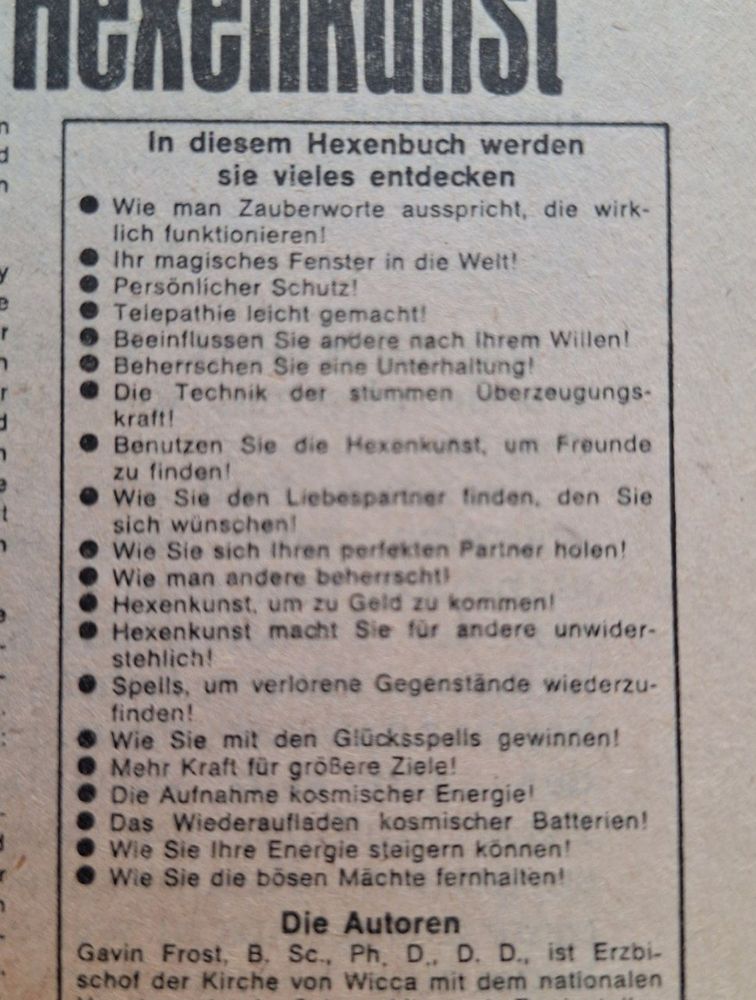 Hexenkunst
In diesem Hexenbuch werden
sie vieles entdecken
● Wie man Zauberworte ausspricht, die wirk-
lich funktionieren!
● Ihr magisches Fenster in die Welt!
● Persönlicher Schutz!
● Telepathie leicht gemacht!
● Beeinflussen Sie andere nach Ihrem Willen!
● Beherrschen Sie eine Unterhaltung!
● Die Technik der stummen Überzeugungs-
kraft!
● Benutzen Sie die Hexenkunst, um Freunde
zu finden!
● Wie Sie den Liebespartner finden, den Sie
sich wünschen!
● Wie Sie sich Ihren perfekten Partner holen!
● Wie man andere beherrscht!
● Hexenkunst, um zu Geld zu kommen!
● Hexenkunst macht Sie für andere unwider-
stehlich!
● Spells, um verlorene Gegenstände wiederzu-
finden!
● Wie Sie mit den Glücksspells gewinnen!
● Mehr Kraft für größere Ziele!
● Die Aufnahme kosmischer Energie!
● Das Wiederaufladen kosmischer Batterien!
● Wie Sie Ihre Energie steigern können!
● Wie Sie die bösen Mächte fernhalten!
Die Autoren
Gavin Frost, B. Sc., Ph. D., D. D., ist Erzbi-
schof der Kirche von Wicca mit dem nationalen